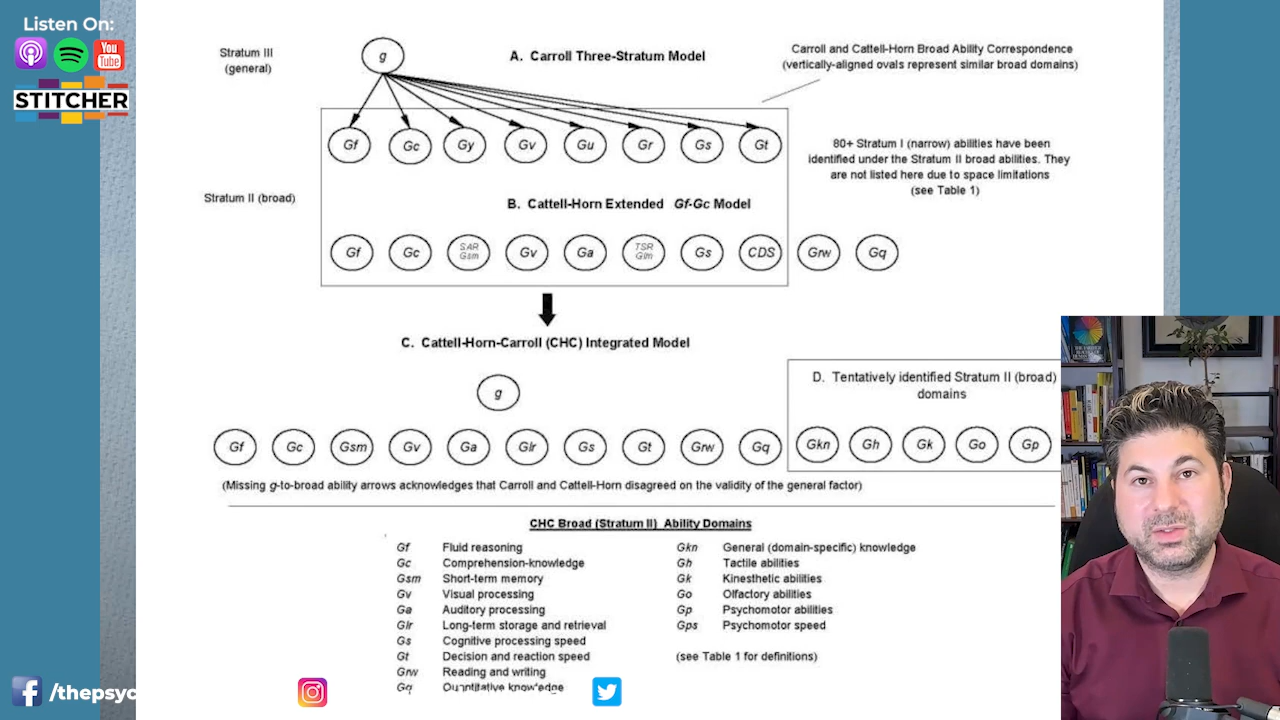 Listen On:
You
Tube
STITCHER
Stratum III
(general)
g
A. Carroll Three-Stratum Model
Carroll and Cattell-Horn Broad Ability Correspondence
(vertically-aligned ovals represent similar broad domains)
Gf Gc Gy Gv Gu Gr Gs Gt
80+ Stratum I (narrow) abilities have been
identified under the Stratum II broad abilities. They
are not listed here due to space limitations
(see Table 1)
Stratum II (broad)
B. Cattell-Horn Extended Gf-Gc Model
Gf Gc SAR Gsm Gv Ga TSR Glm Gs CDS Grw Gq
C. Cattell-Horn-Carroll (CHC) Integrated Model
g
D. Tentatively identified Stratum II (broad)
domains
Gf Gc Gsm Gv Ga Glr Gs Gt Grw Gq Gkn Gh Gk Go Gp
(Missing g-to-broad ability arrows acknowledges that Carroll and Cattell-Horn disagreed on the validity of the general factor)
CHC Broad (Stratum II) Ability Domains
Gf Fluid reasoning
Gc Comprehension-knowledge
Gsm Short-term memory
Gv Visual processing
Ga Auditory processing
Glr Long-term storage and retrieval
Gs Cognitive processing speed
Gt Decision and reaction speed
Grw Reading and writing
Gq Quantitative knowledge
Gkn General (domain-specific) knowledge
Gh Tactile abilities
Gk Kinesthetic abilities
Go Olfactory abilities
Gp Psychomotor abilities
Gps Psychomotor speed
(see Table 1 for definitions)
/thepsyc